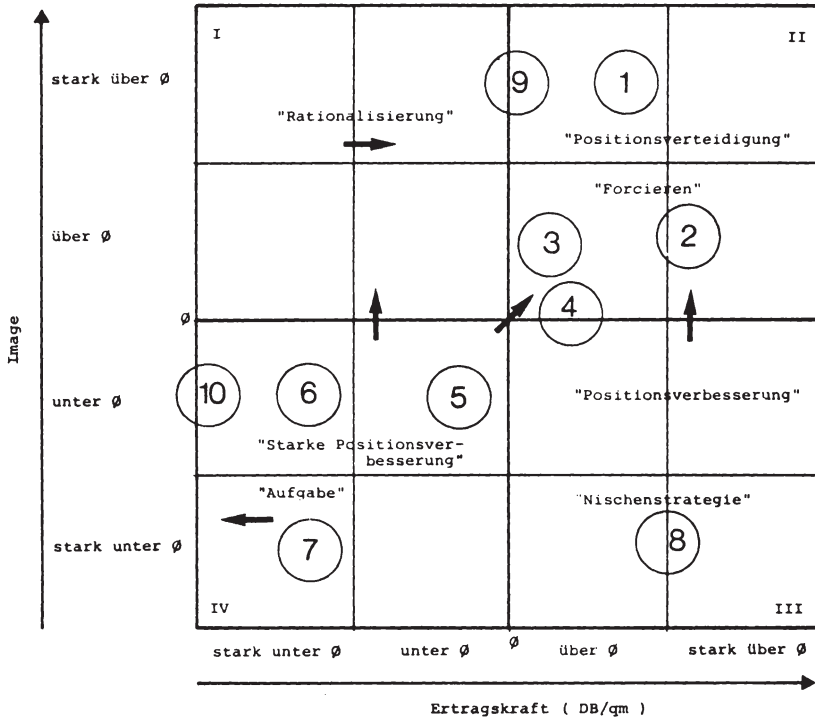 I
II
stark über Ø
9
1
"Rationalisierung"
"Positionsverteidigung"
"Forcieren"
über Ø
3
2
4
Ø
Image
unter Ø
10
6
5
"Positionsverbesserung"
"Starke Positionsver-
besserung"
"Aufgabe"
"Nischenstrategie"
stark unter Ø
7
8
IV
III
stark unter Ø
unter Ø
Ø
über Ø
stark über Ø
Ertragskraft ( DB/qm )